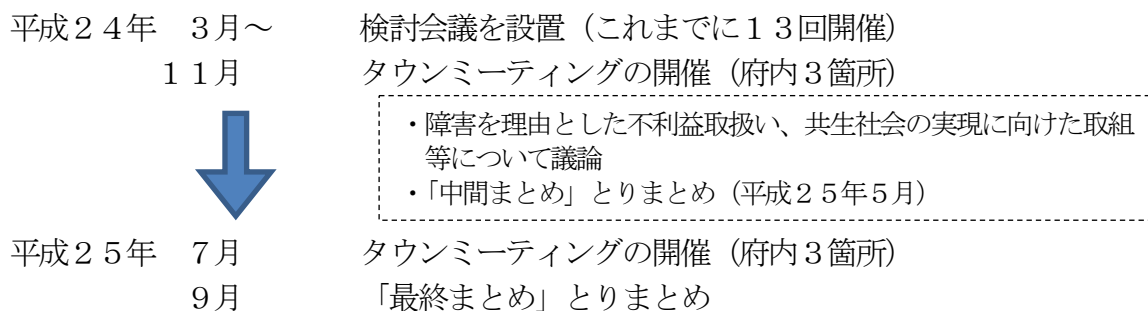 平成２４年　３月～　　　検討会議を設置（これまでに１３回開催）
１１月　　　タウンミーティングの開催（府内３箇所）
・障害を理由とした不利益取扱い、共生社会の実現に向けた取組
等について議論
・「中間まとめ」とりまとめ（平成２５年５月）
平成２５年　７月　　　タウンミーティングの開催（府内３箇所）
９月　　　「最終まとめ」とりまとめ